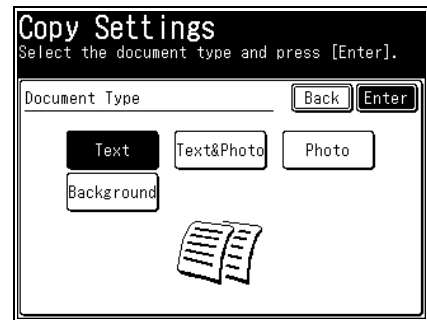 Copy Settings
Select the document type and press [Enter].
Document Type Back Enter
Text Text&Photo Photo
Background